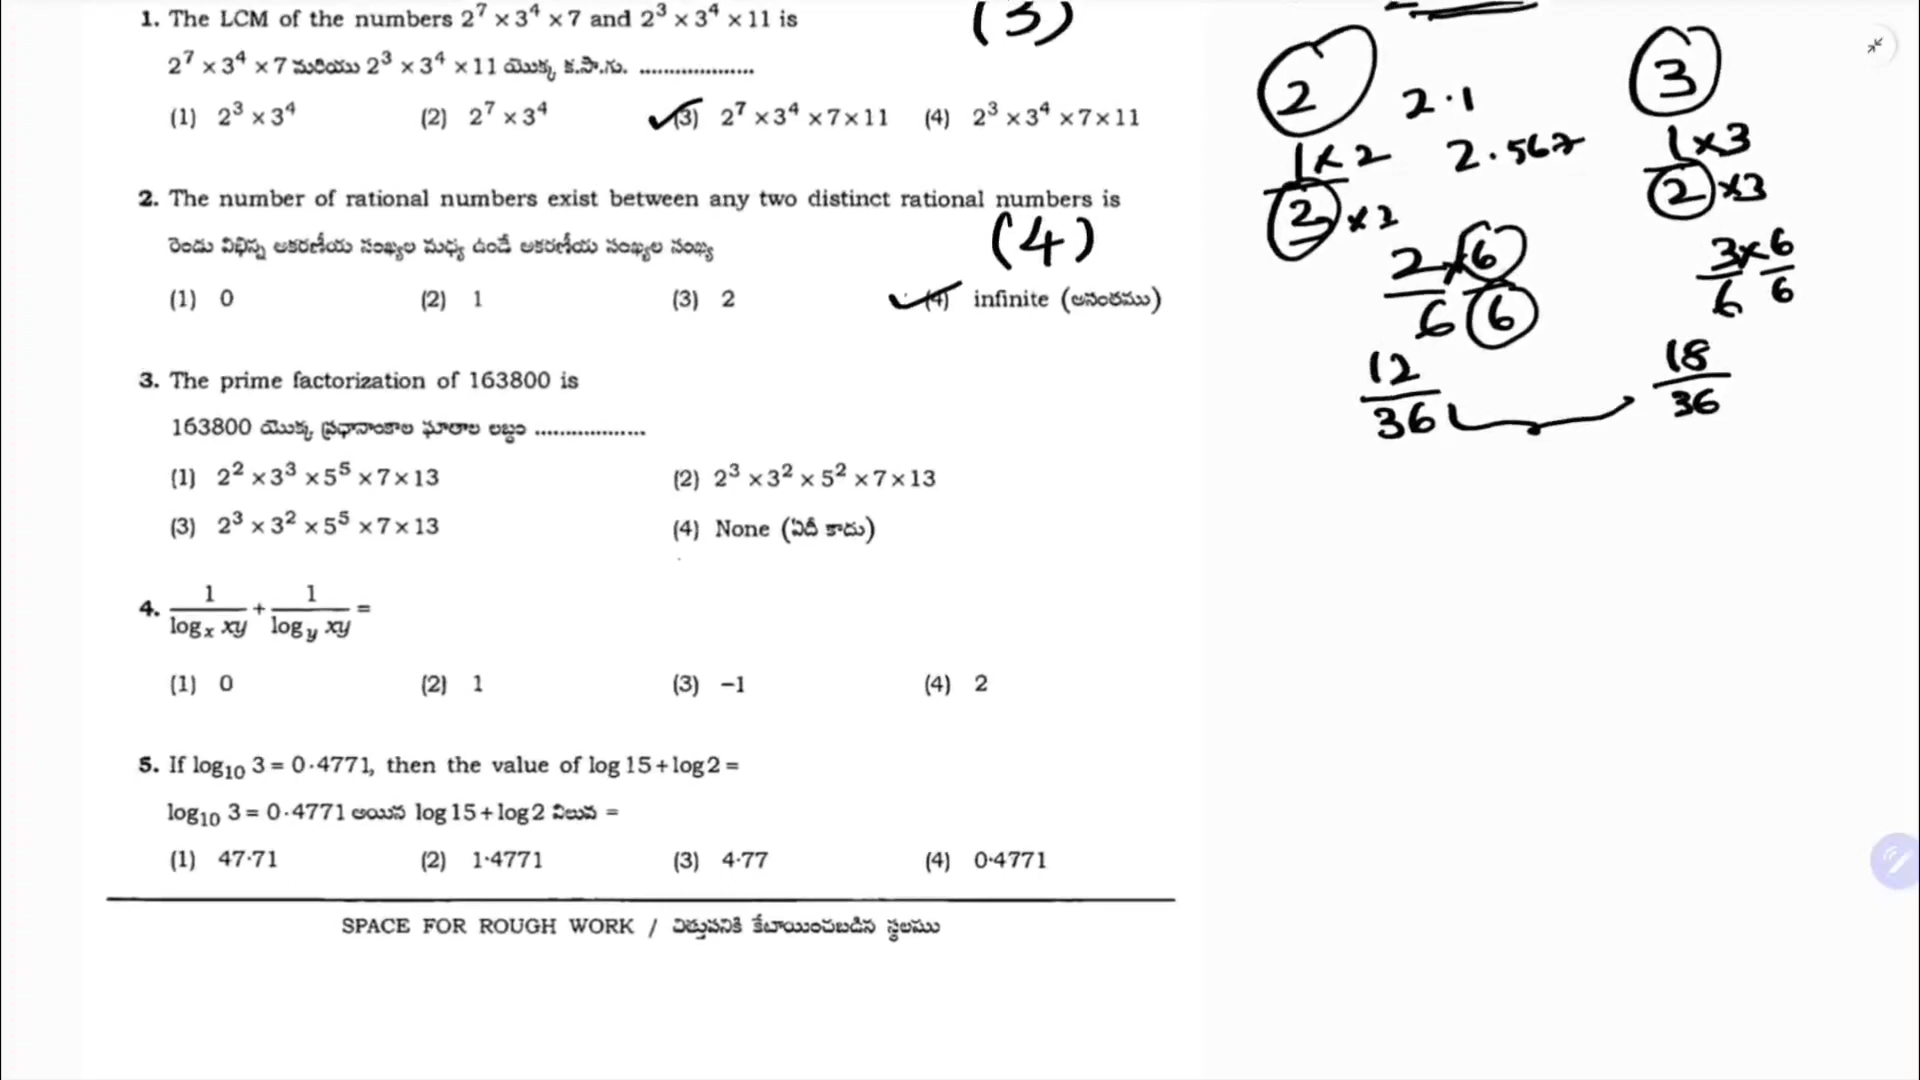 1. The LCM of the numbers 2⁷ × 3⁴ × 7 and 2³ × 3⁴ × 11 is
(3)
2⁷ × 3⁴ × 7 మరియు 2³ × 3⁴ × 11 యొక్క క.సా.గు. ...................
(1) 2³ × 3⁴ (2) 2⁷ × 3⁴ (3) 2⁷ × 3⁴ × 7 × 11 (4) 2³ × 3⁴ × 7 × 11
2. The number of rational numbers exist between any two distinct rational numbers is
(4)
రెండు విభిన్న అకరణీయ సంఖ్యల మధ్య ఉండే అకరణీయ సంఖ్యల సంఖ్య
(1) 0 (2) 1 (3) 2 (4) infinite (అనంతము)
3. The prime factorization of 163800 is
163800 యొక్క ప్రధానాంకాల ఘాతాల లబ్దం ..................
(1) 2² × 3³ × 5⁵ × 7 × 13 (2) 2³ × 3² × 5² × 7 × 13
(3) 2³ × 3² × 5⁵ × 7 × 13 (4) None (ఏదీ కాదు)
4. 1/logₓ xy + 1/log_y xy =
(1) 0 (2) 1 (3) −1 (4) 2
5. If log₁₀ 3 = 0·4771, then the value of log 15 + log 2 =
log₁₀ 3 = 0·4771 అయిన log 15 + log 2 విలువ =
(1) 47·71 (2) 1·4771 (3) 4·77 (4) 0·4771
SPACE FOR ROUGH WORK / చిత్తుపనికి కేటాయించబడిన స్థలము
2 2·1 3
2·567
1×2 1×3
3×2 2×3
2×6 3×6
6 6 6 6
12 18
36 36